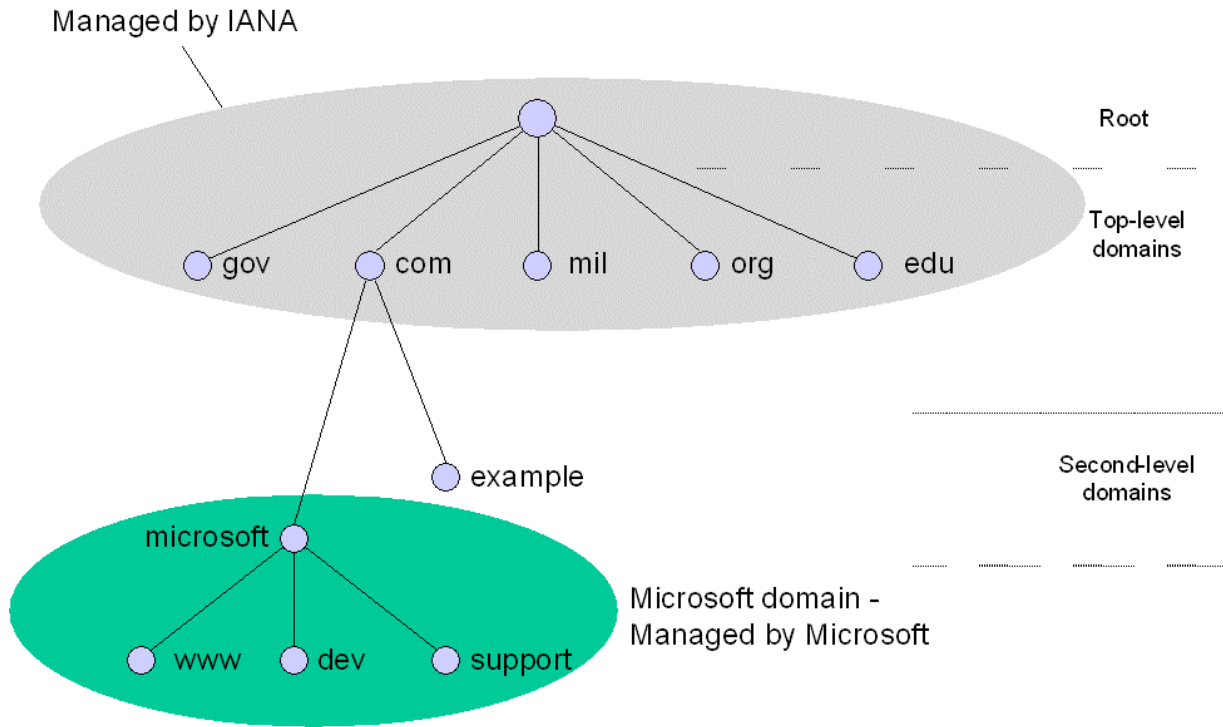 Managed by IANA
Root
Top-level
domains
gov
com
mil
org
edu
example
Second-level
domains
microsoft
Microsoft domain -
Managed by Microsoft
www
dev
support